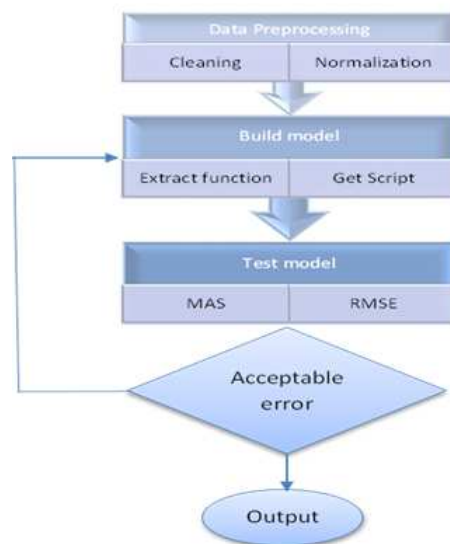 Data Preprocessing
Cleaning Normalization
Build model
Extract function Get Script
Test model
MAS RMSE
Acceptable
error
Output